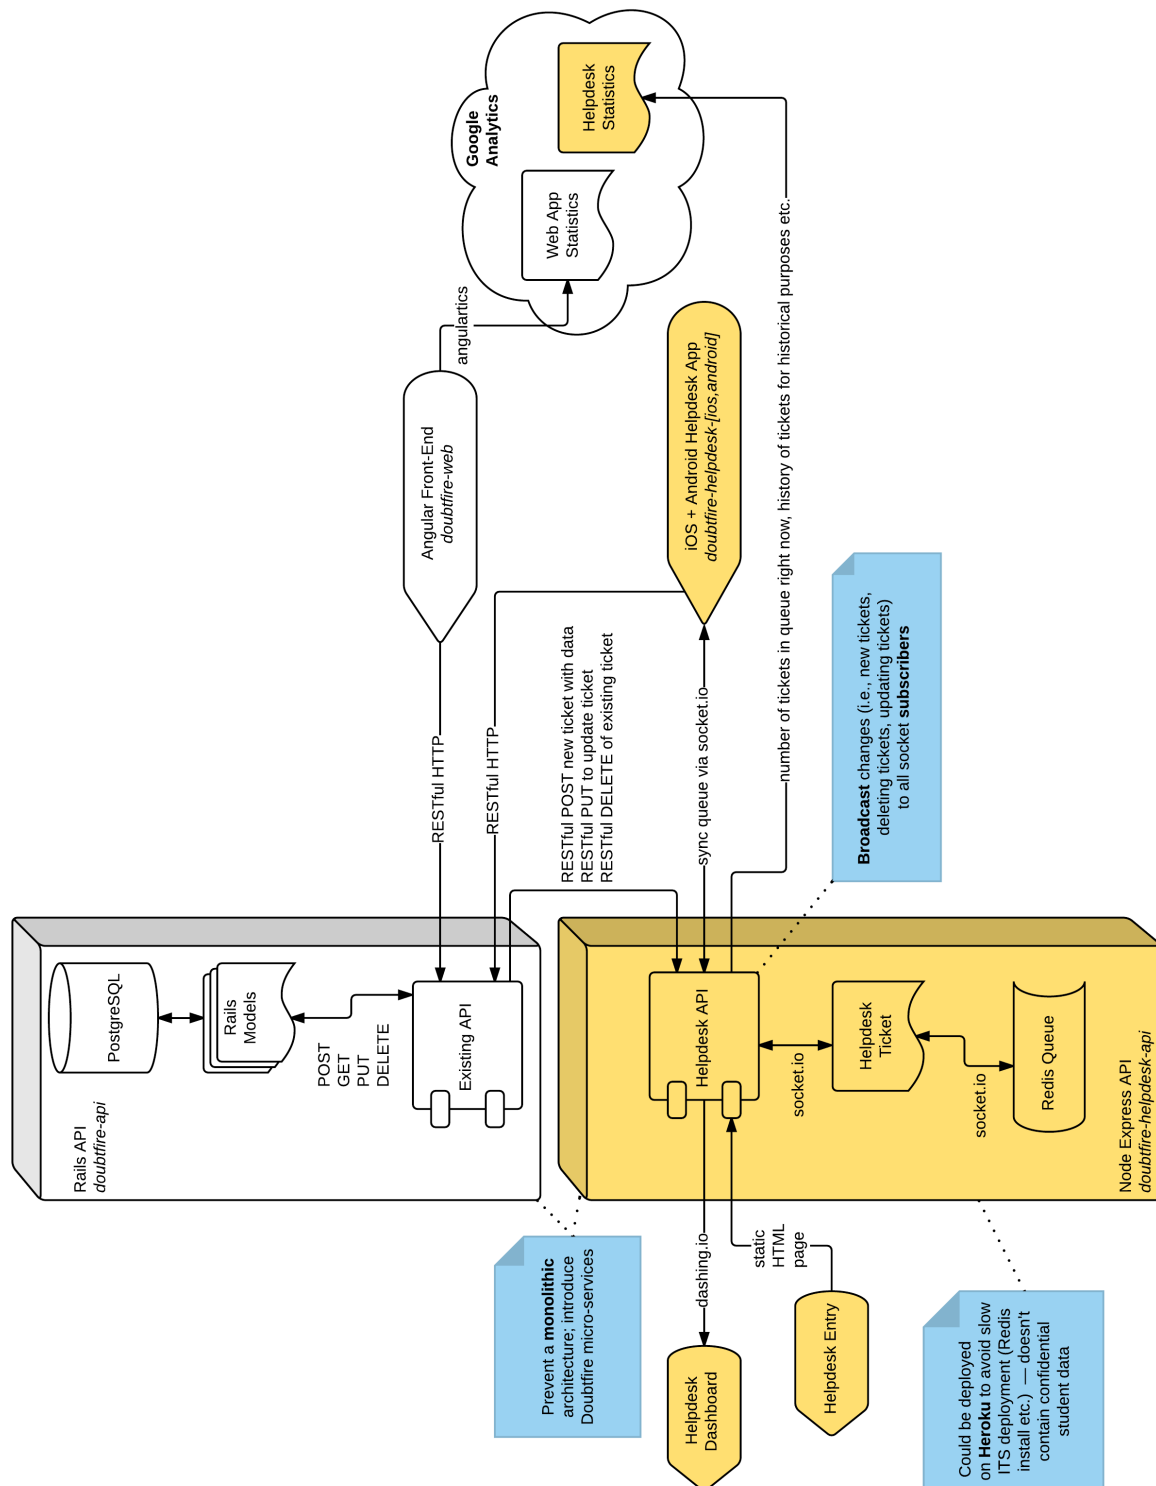 Rails API
doubtfire-api
PostgreSQL
Rails
Models
POST
GET
PUT
DELETE
Existing API
RESTful HTTP
RESTful HTTP
Angular Front-End
doubtfire-web
angulartics
Google
Analytics
Web App
Statistics
Helpdesk
Statistics
Prevent a monolithic
architecture; introduce
Doubtfire micro-services
RESTful POST new ticket with data
RESTful PUT to update ticket
RESTful DELETE of existing ticket
iOS + Android Helpdesk App
doubtfire-helpdesk-[ios,android]
Helpdesk
Dashboard
dashing.io
Helpdesk API
sync queue via socket.io
number of tickets in queue right now, history of tickets for historical purposes etc.
static
HTML
page
Helpdesk Entry
socket.io
Helpdesk
Ticket
Broadcast changes (i.e., new tickets,
deleting tickets, updating tickets)
to all socket subscribers
socket.io
Redis Queue
Could be deployed
on Heroku to avoid slow
ITS deployment (Redis
install etc.) — doesn't
contain confidential
student data
Node Express API
doubtfire-helpdesk-api